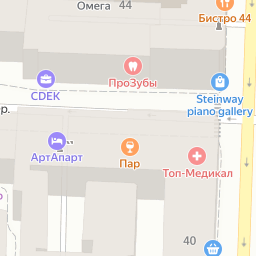 Омега
44
Бистро 44
ПроЗубы
CDEK
Steinway
piano gallery
р.
АртАпарт
Пар
Топ-Медикал
40